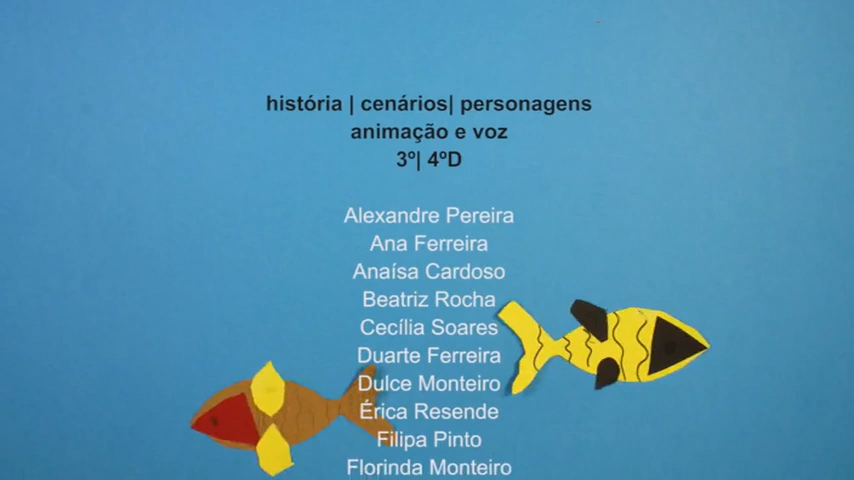 história | cenários| personagens
animação e voz
3º| 4ºD
Alexandre Pereira
Ana Ferreira
Anaísa Cardoso
Beatriz Rocha
Cecília Soares
Duarte Ferreira
Dulce Monteiro
Érica Resende
Filipa Pinto
Florinda Monteiro